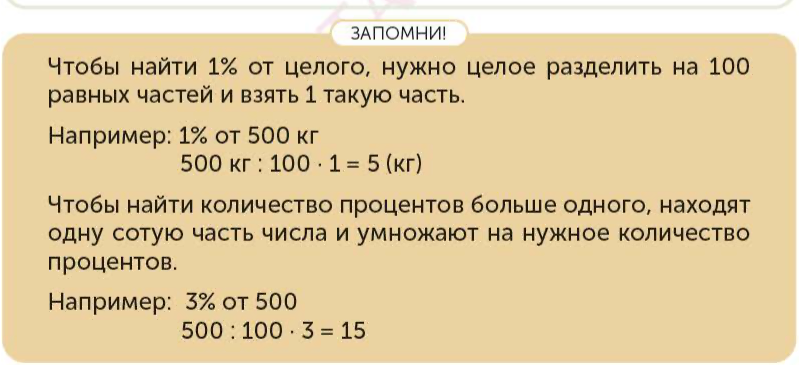 ЗАПОМНИ!
Чтобы найти 1% от целого, нужно целое разделить на 100
равных частей и взять 1 такую часть.
Например: 1% от 500 кг
500 кг : 100 · 1 = 5 (кг)
Чтобы найти количество процентов больше одного, находят
одну сотую часть числа и умножают на нужное количество
процентов.
Например: 3% от 500
500 : 100 · 3 = 15